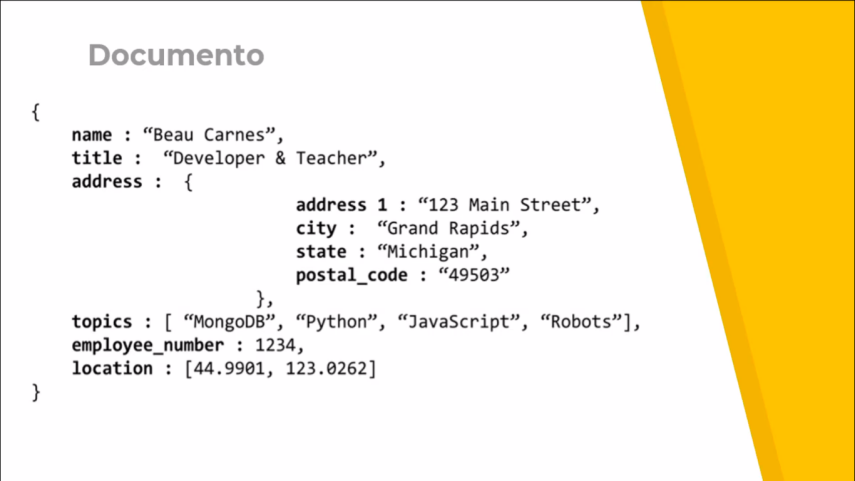 Documento
{
name : “Beau Carnes”,
title :  “Developer & Teacher”,
address :  {
address 1 : “123 Main Street”,
city :  “Grand Rapids”,
state : “Michigan”,
postal_code : “49503”
},
topics : [ “MongoDB”, “Python”, “JavaScript”, “Robots”],
employee_number : 1234,
location : [44.9901, 123.0262]
}